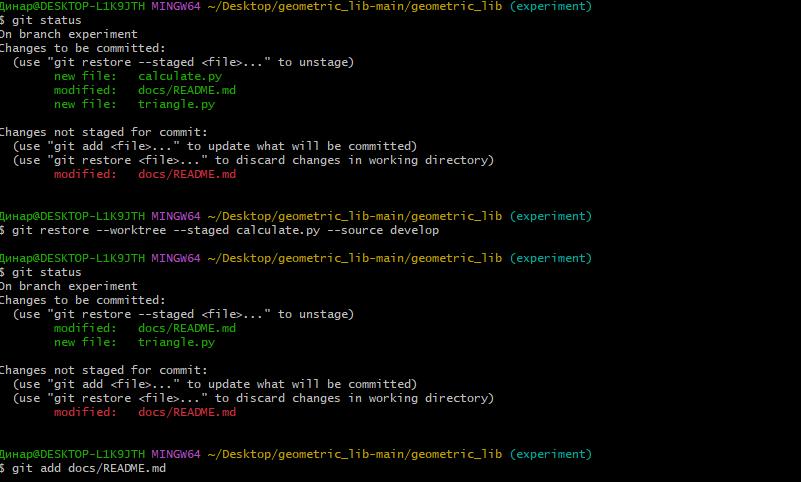 Динар@DESKTOP-L1K9JTH MINGW64 ~/Desktop/geometric_lib-main/geometric_lib (experiment)
$ git status
On branch experiment
Changes to be committed:
  (use "git restore --staged <file>..." to unstage)
        new file:   calculate.py
        modified:   docs/README.md
        new file:   triangle.py

Changes not staged for commit:
  (use "git add <file>..." to update what will be committed)
  (use "git restore <file>..." to discard changes in working directory)
        modified:   docs/README.md

Динар@DESKTOP-L1K9JTH MINGW64 ~/Desktop/geometric_lib-main/geometric_lib (experiment)
$ git restore --worktree --staged calculate.py --source develop

Динар@DESKTOP-L1K9JTH MINGW64 ~/Desktop/geometric_lib-main/geometric_lib (experiment)
$ git status
On branch experiment
Changes to be committed:
  (use "git restore --staged <file>..." to unstage)
        modified:   docs/README.md
        new file:   triangle.py

Changes not staged for commit:
  (use "git add <file>..." to update what will be committed)
  (use "git restore <file>..." to discard changes in working directory)
        modified:   docs/README.md

Динар@DESKTOP-L1K9JTH MINGW64 ~/Desktop/geometric_lib-main/geometric_lib (experiment)
$ git add docs/README.md